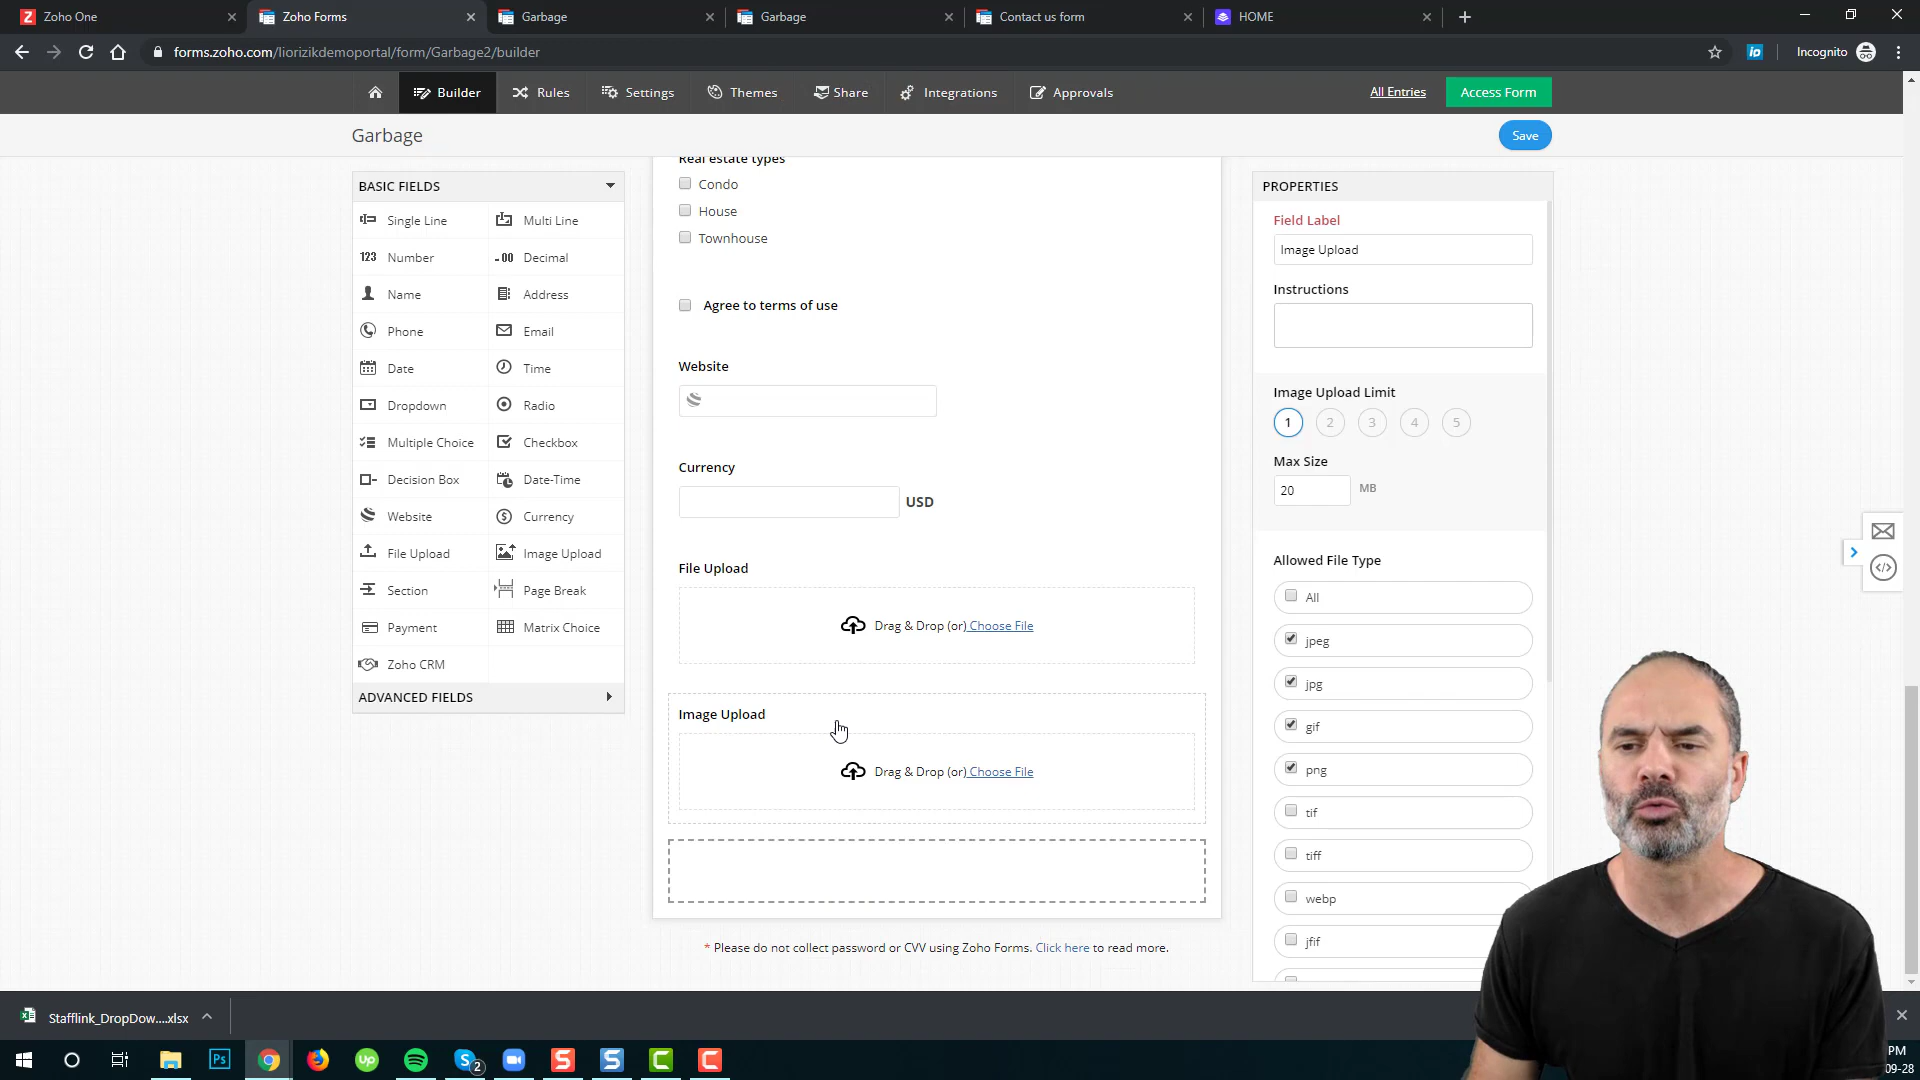 Zoho One
Zoho Forms
Garbage
Garbage
Contact us form
HOME
forms.zoho.com/liorizikdemoportal/form/Garbage2/builder
Incognito
Builder
Rules
Settings
Themes
Share
Integrations
Approvals
All Entries
Access Form
Garbage
Save
BASIC FIELDS
Single Line
Multi Line
123 Number
.00 Decimal
Name
Address
Phone
Email
Date
Time
Dropdown
Radio
Multiple Choice
Checkbox
Decision Box
Date-Time
Website
Currency
File Upload
Image Upload
Section
Page Break
Payment
Matrix Choice
Zoho CRM
ADVANCED FIELDS
Real estate types
Condo
House
Townhouse
Agree to terms of use
Website
Currency
USD
File Upload
Drag & Drop (or) Choose File
Image Upload
Drag & Drop (or) Choose File
* Please do not collect password or CVV using Zoho Forms. Click here to read more.
PROPERTIES
Field Label
Image Upload
Instructions
Image Upload Limit
1 2 3 4 5
Max Size
20 MB
Allowed File Type
All
jpeg
jpg
gif
png
tif
tiff
webp
jfif
Stafflink_DropDow....xlsx
Ps
Up
2
PM
09-28